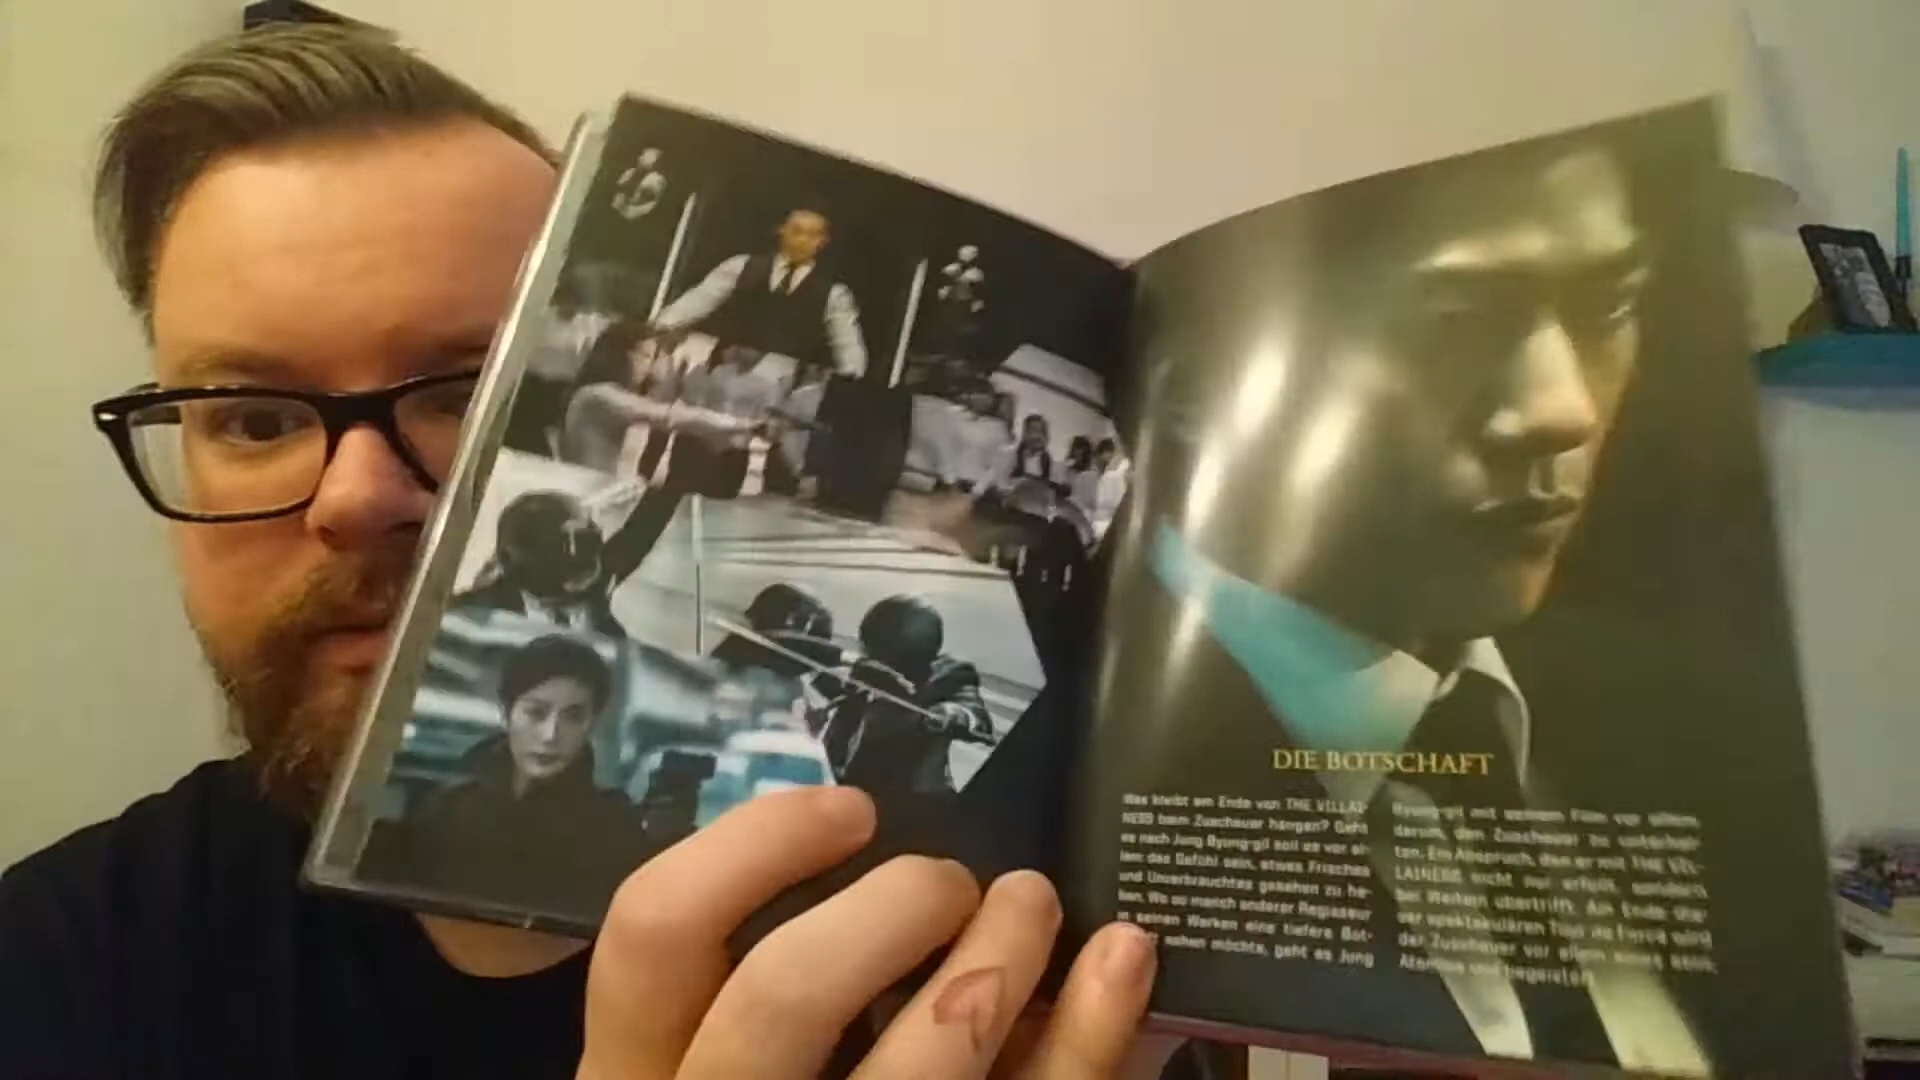 DIE BOTSCHAFT
Was bleibt am Ende von THE VILLAI-
NESS beim Zuschauer hängen? Geht
es nach Jung Byung-gil soll es vor al-
lem das Gefühl sein, etwas Frisches
und Unverbrauchtes gesehen zu ha-
ben. Wo so manch anderer Regisseur
in seinen Werken eine tiefere Bot-
sehen möchte, geht es Jung
Byung-gil mit seinem Film vor allem
darum, den Zuschauer zu unterhal-
ten. Ein Anspruch, den er mit THE VIL-
LAINESS nicht nur erfüllt, sondern
bei Weitem übertrifft. Am Ende die-
ser spektakulären Tour de Force wird
der Zuschauer vor allem eines sein:
Atemlos und begeistert.